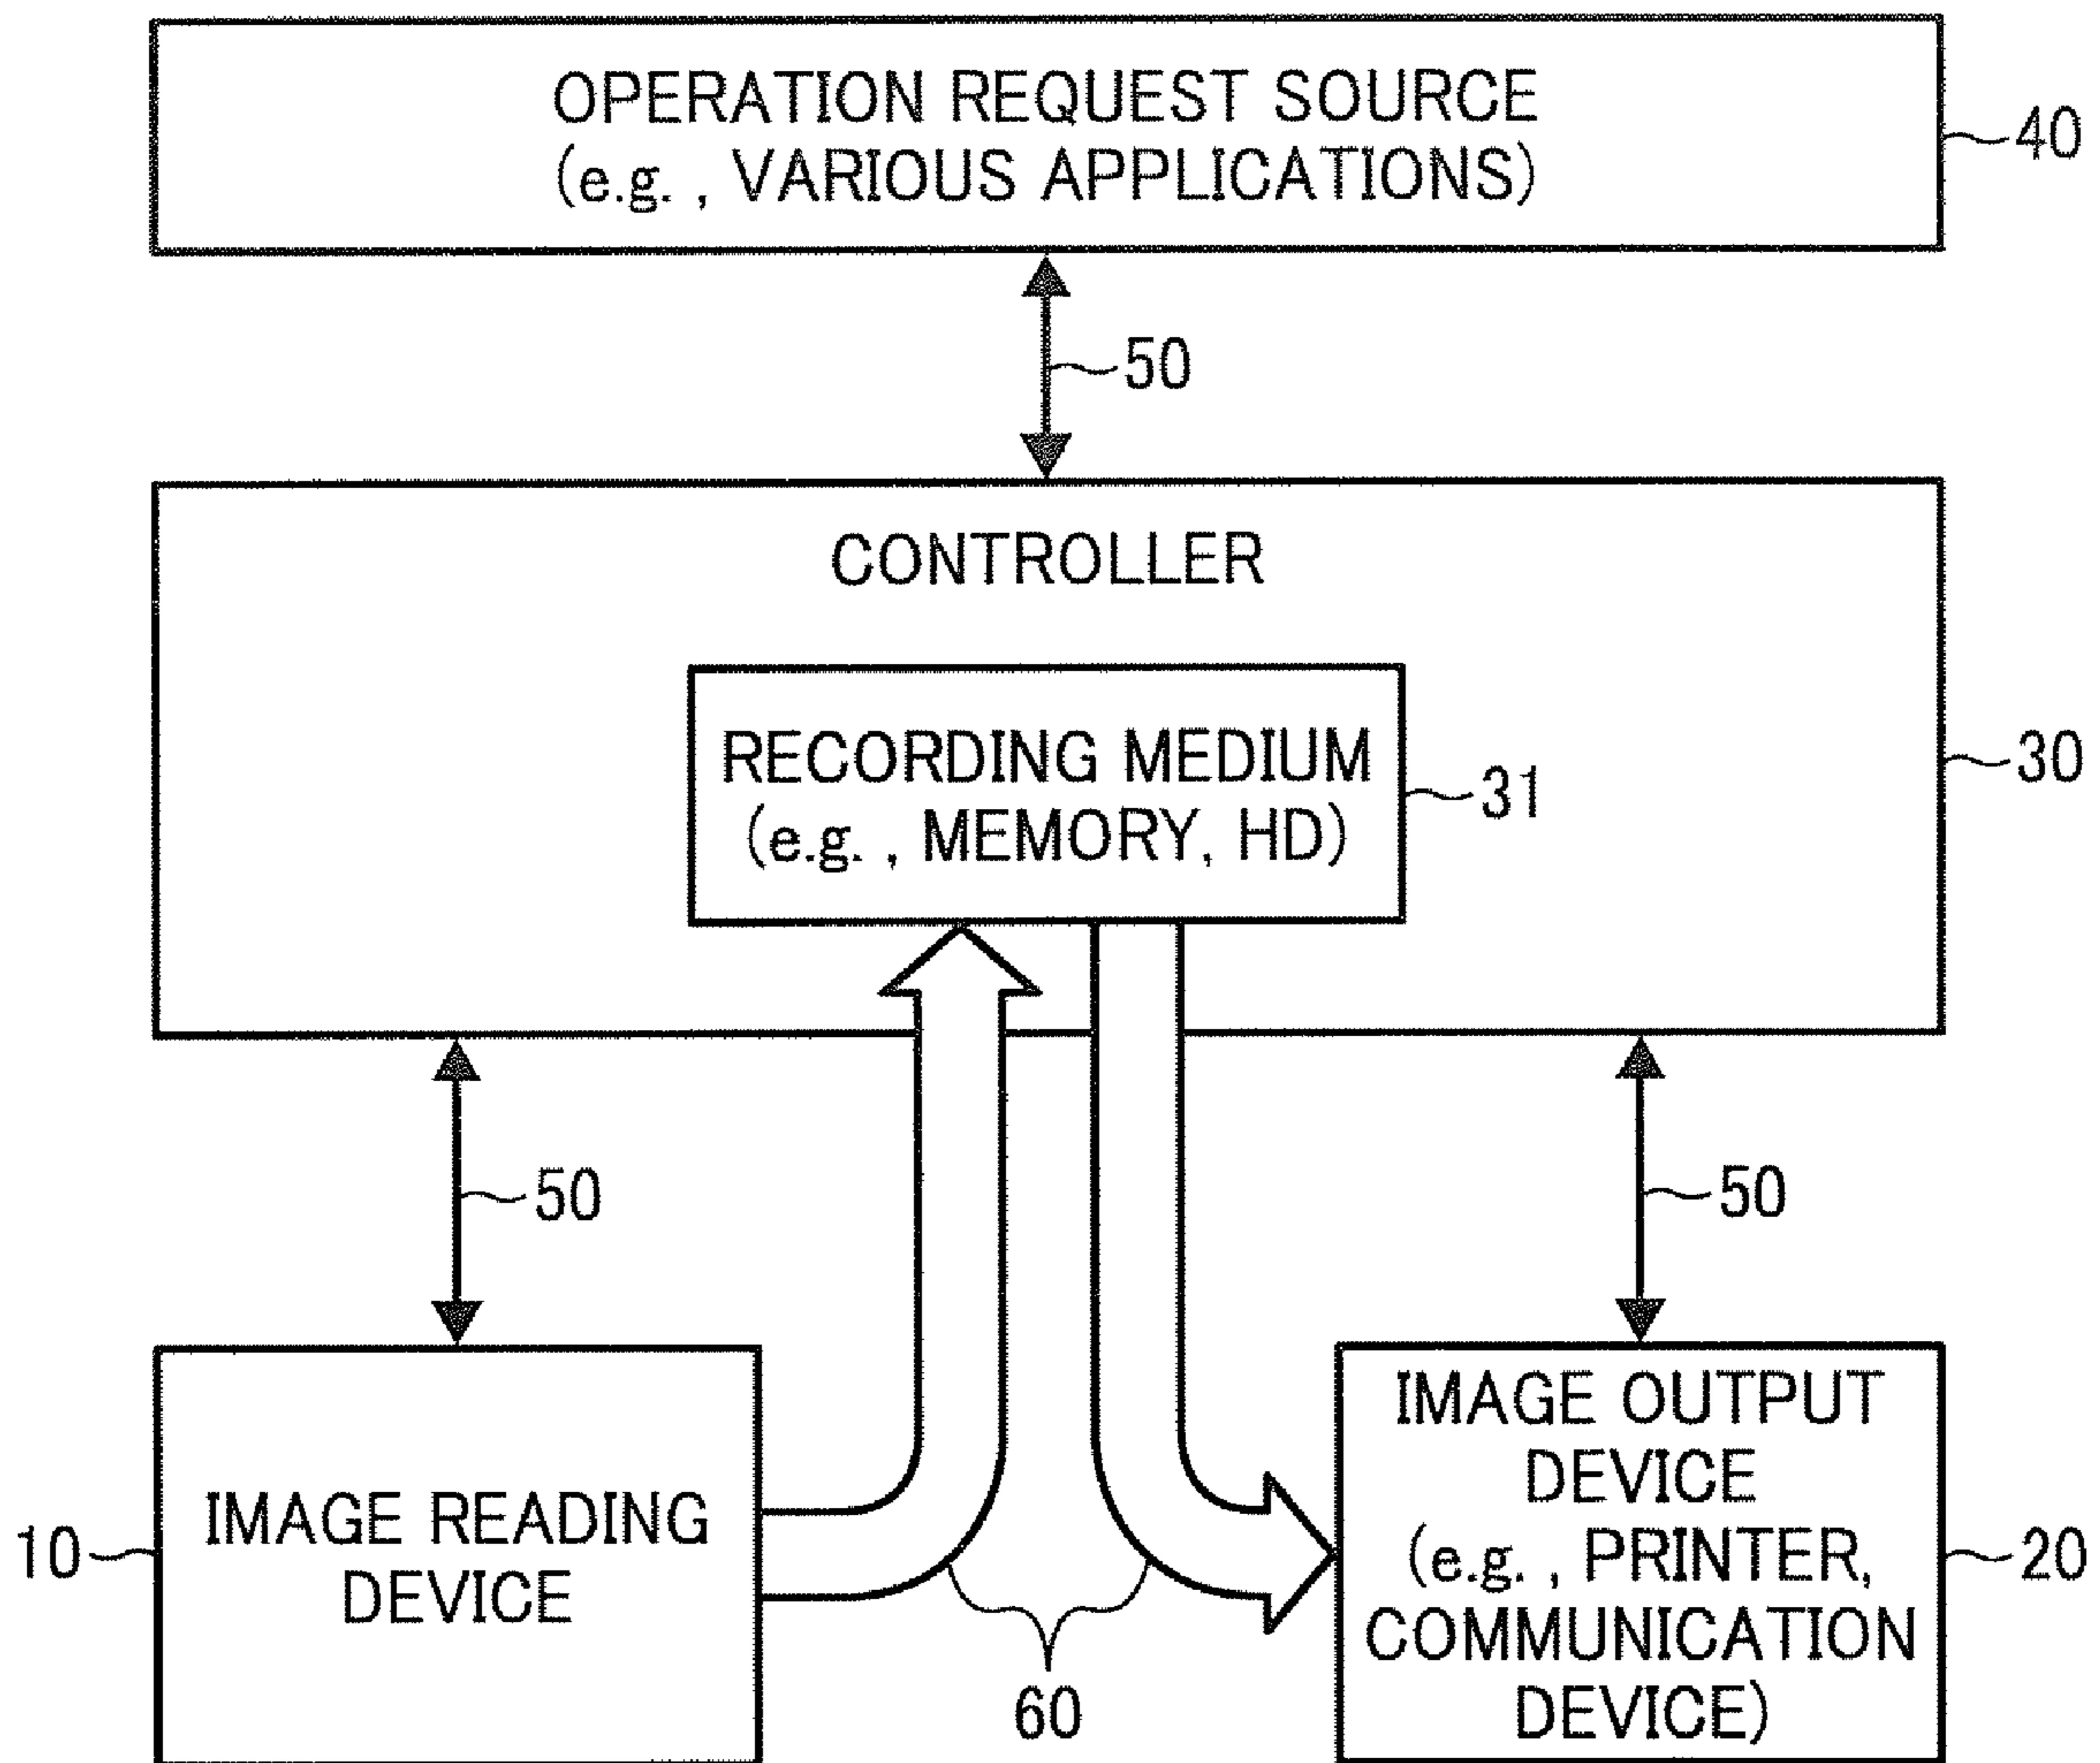 OPERATION REQUEST SOURCE
(e.g. , VARIOUS APPLICATIONS)
40
50
CONTROLLER
RECORDING MEDIUM
(e.g. , MEMORY, HD)
31
30
50
50
IMAGE READING
DEVICE
10
60
IMAGE OUTPUT
DEVICE
(e.g. , PRINTER,
COMMUNICATION
DEVICE)
20